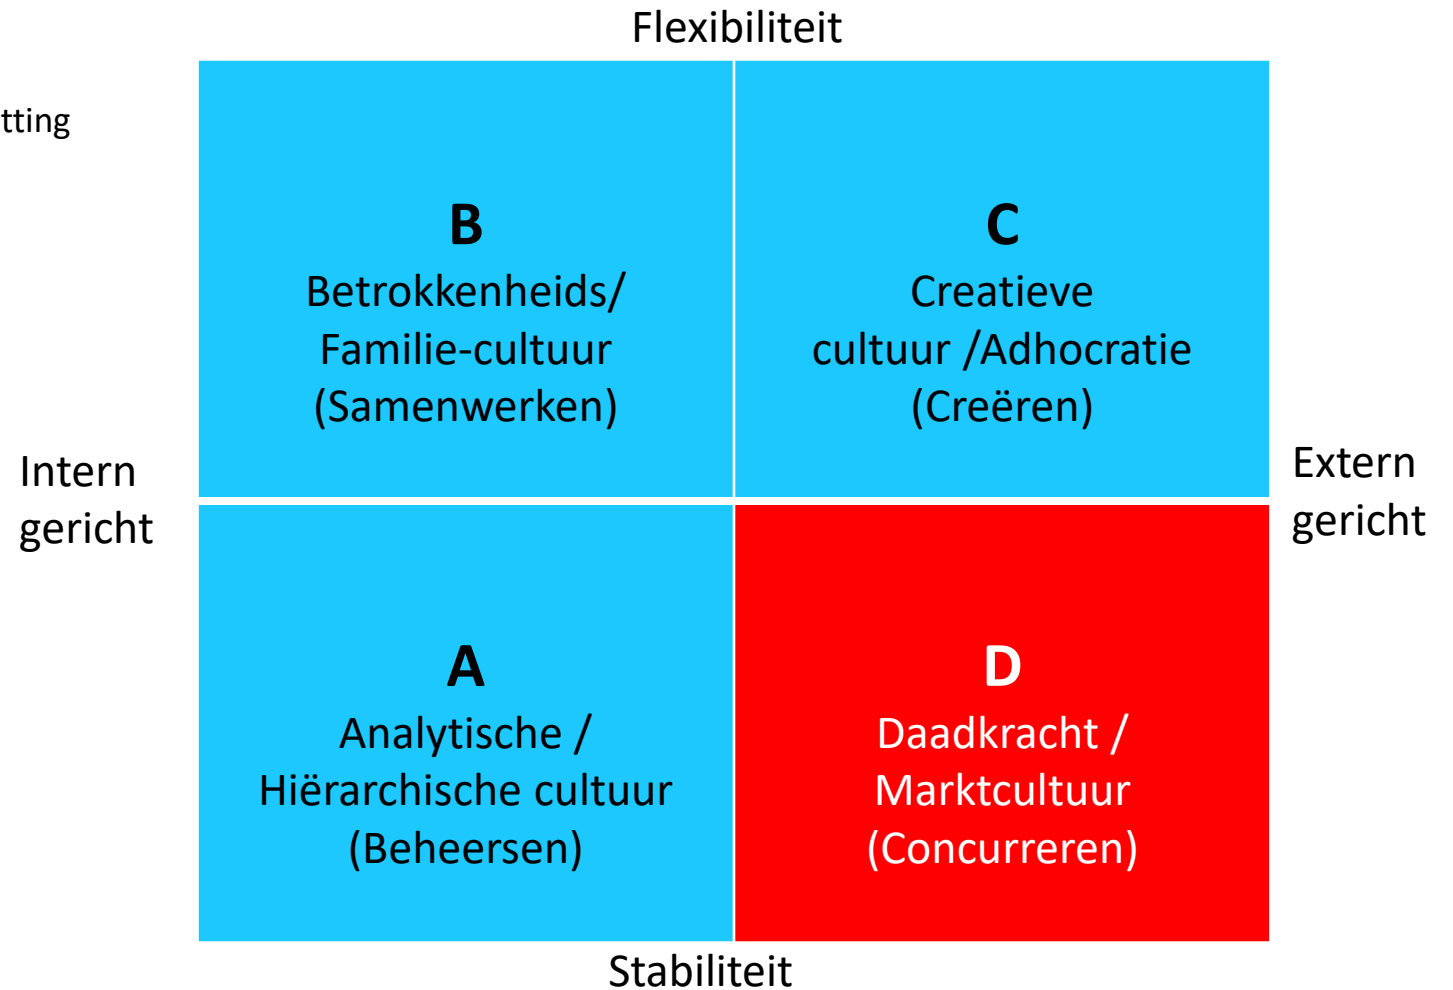 Flexibiliteit
tting
B
Betrokkenheids/
Familie-cultuur
(Samenwerken)
C
Creatieve
cultuur /Adhocratie
(Creëren)
Intern
gericht
Extern
gericht
A
Analytische /
Hiërarchische cultuur
(Beheersen)
D
Daadkracht /
Marktcultuur
(Concurreren)
Stabiliteit